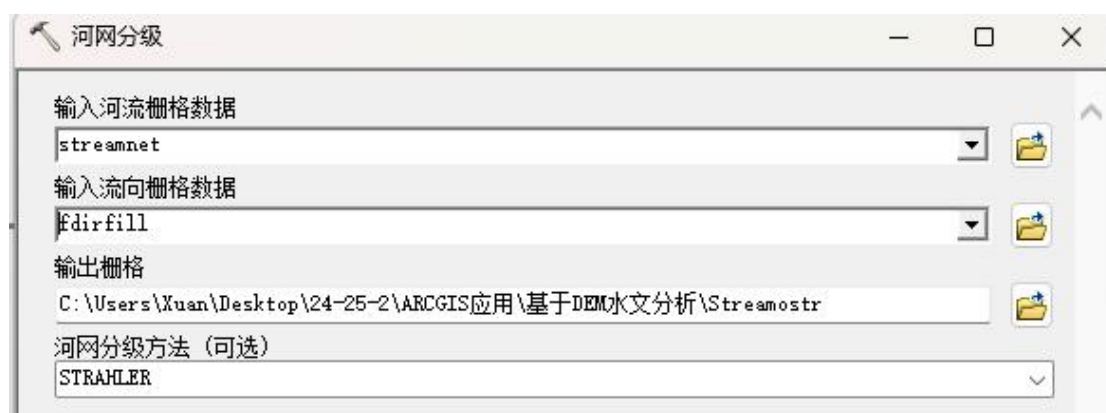 河网分级
输入河流栅格数据
streamnet
输入流向栅格数据
fdirfill
输出栅格
C:\Users\Xuan\Desktop\24-25-2\ARCGIS应用\基于DEM水文分析\Streamostr
河网分级方法（可选）
STRAHLER